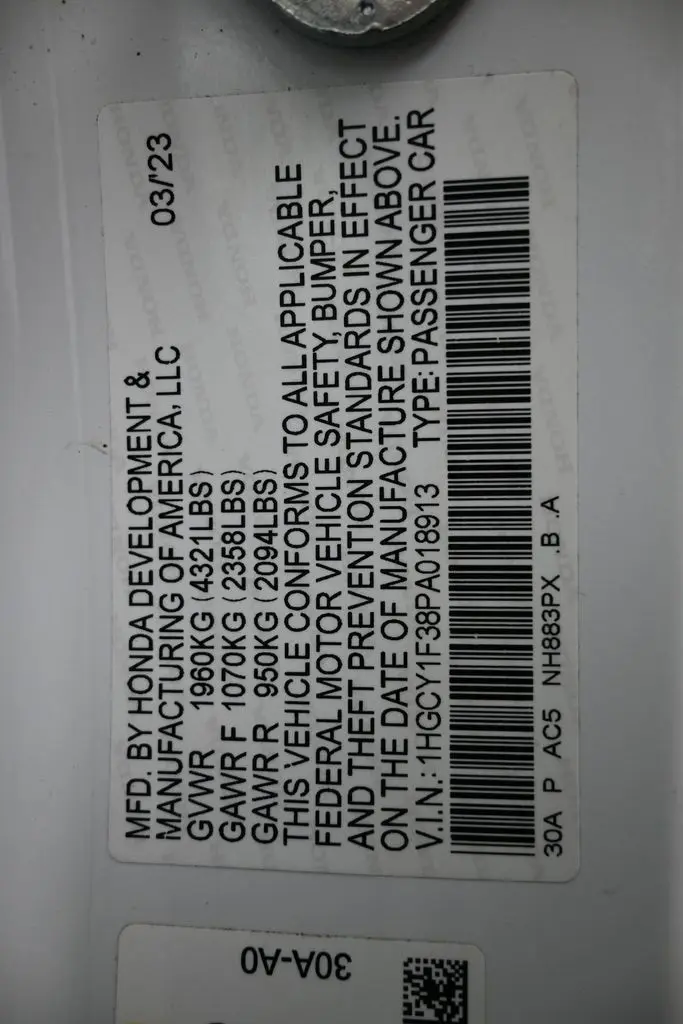 MFD. BY HONDA DEVELOPMENT &
MANUFACTURING OF AMERICA, LLC 03/'23
GVWR 1960KG (4321LBS)
GAWR F 1070KG (2358LBS)
GAWR R 950KG (2094LBS)
THIS VEHICLE CONFORMS TO ALL APPLICABLE
FEDERAL MOTOR VEHICLE SAFETY, BUMPER,
AND THEFT PREVENTION STANDARDS IN EFFECT
ON THE DATE OF MANUFACTURE SHOWN ABOVE.
V.I.N.: 1HGCY1F38PA018913 TYPE: PASSENGER CAR
30A P AC5 NH883PX .B .A
30A-A0